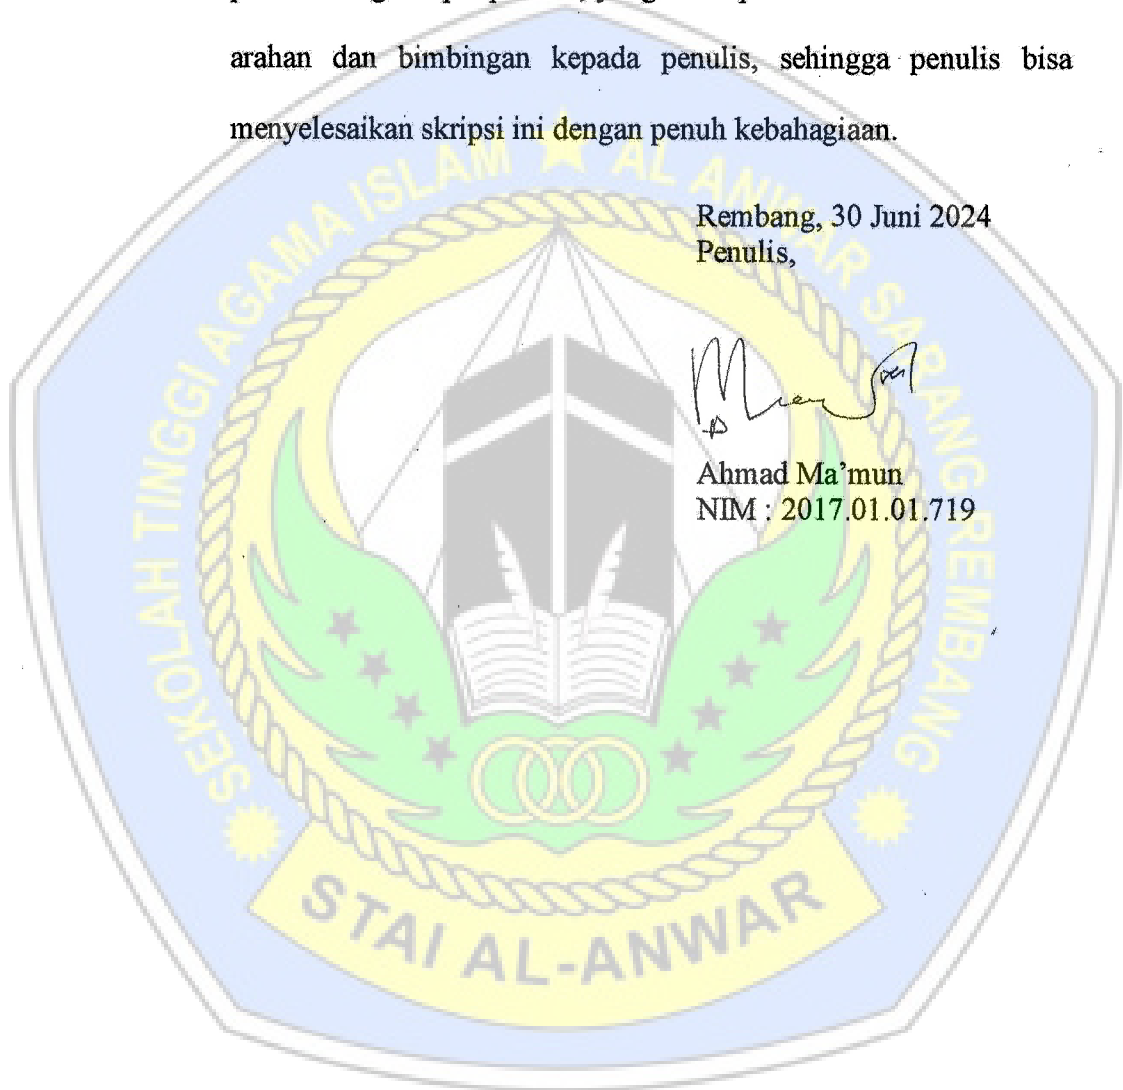 arahan dan bimbingan kepada penulis, sehingga penulis bisa
menyelesaikan skripsi ini dengan penuh kebahagiaan.
Rembang, 30 Juni 2024
Penulis,
Ahmad Ma’mun
NIM : 2017.01.01.719
SEKOLAH TINGGI AGAMA ISLAM ★ AL ANWAR SARANG REMBANG
STAI AL-ANWAR